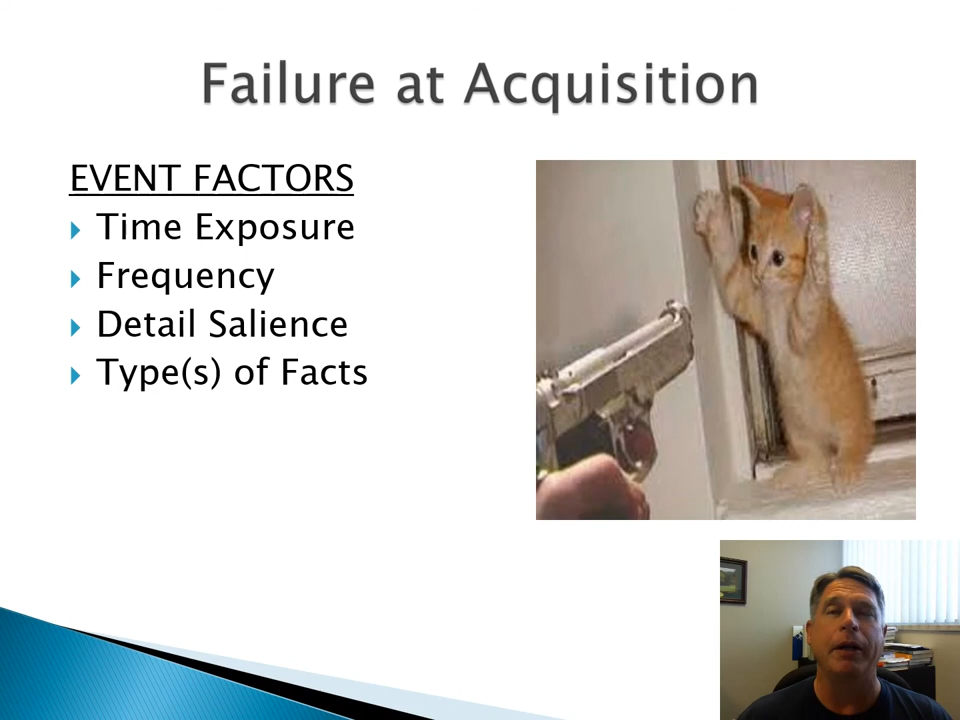 Failure at Acquisition
EVENT FACTORS
Time Exposure
Frequency
Detail Salience
Type(s) of Facts